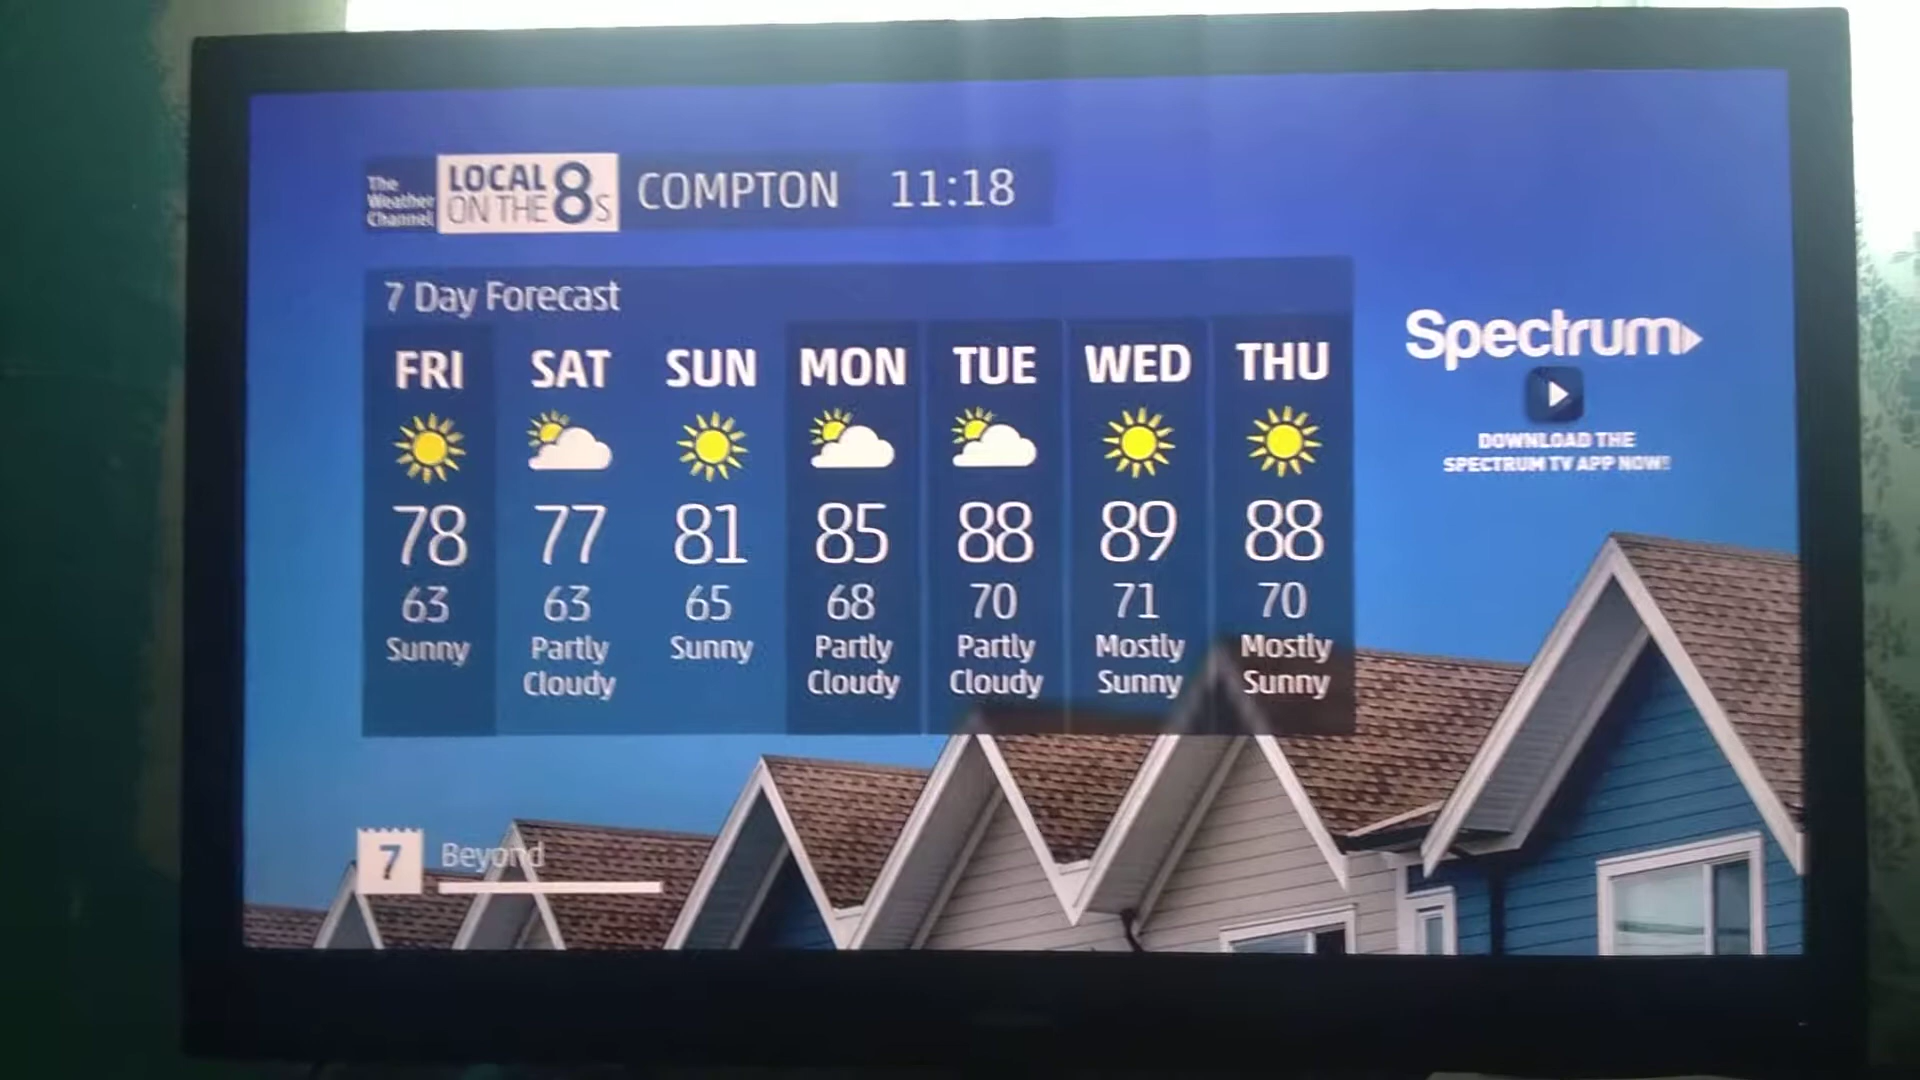 The
Weather
Channel
LOCAL
ON THE 8s
COMPTON 11:18
7 Day Forecast
FRI SAT SUN MON TUE WED THU
78 77 81 85 88 89 88
63 63 65 68 70 71 70
Sunny Partly Sunny Partly Partly Mostly Mostly
Cloudy Cloudy Cloudy Sunny Sunny
Spectrum
DOWNLOAD THE
SPECTRUM TV APP NOW!
7 Beyond